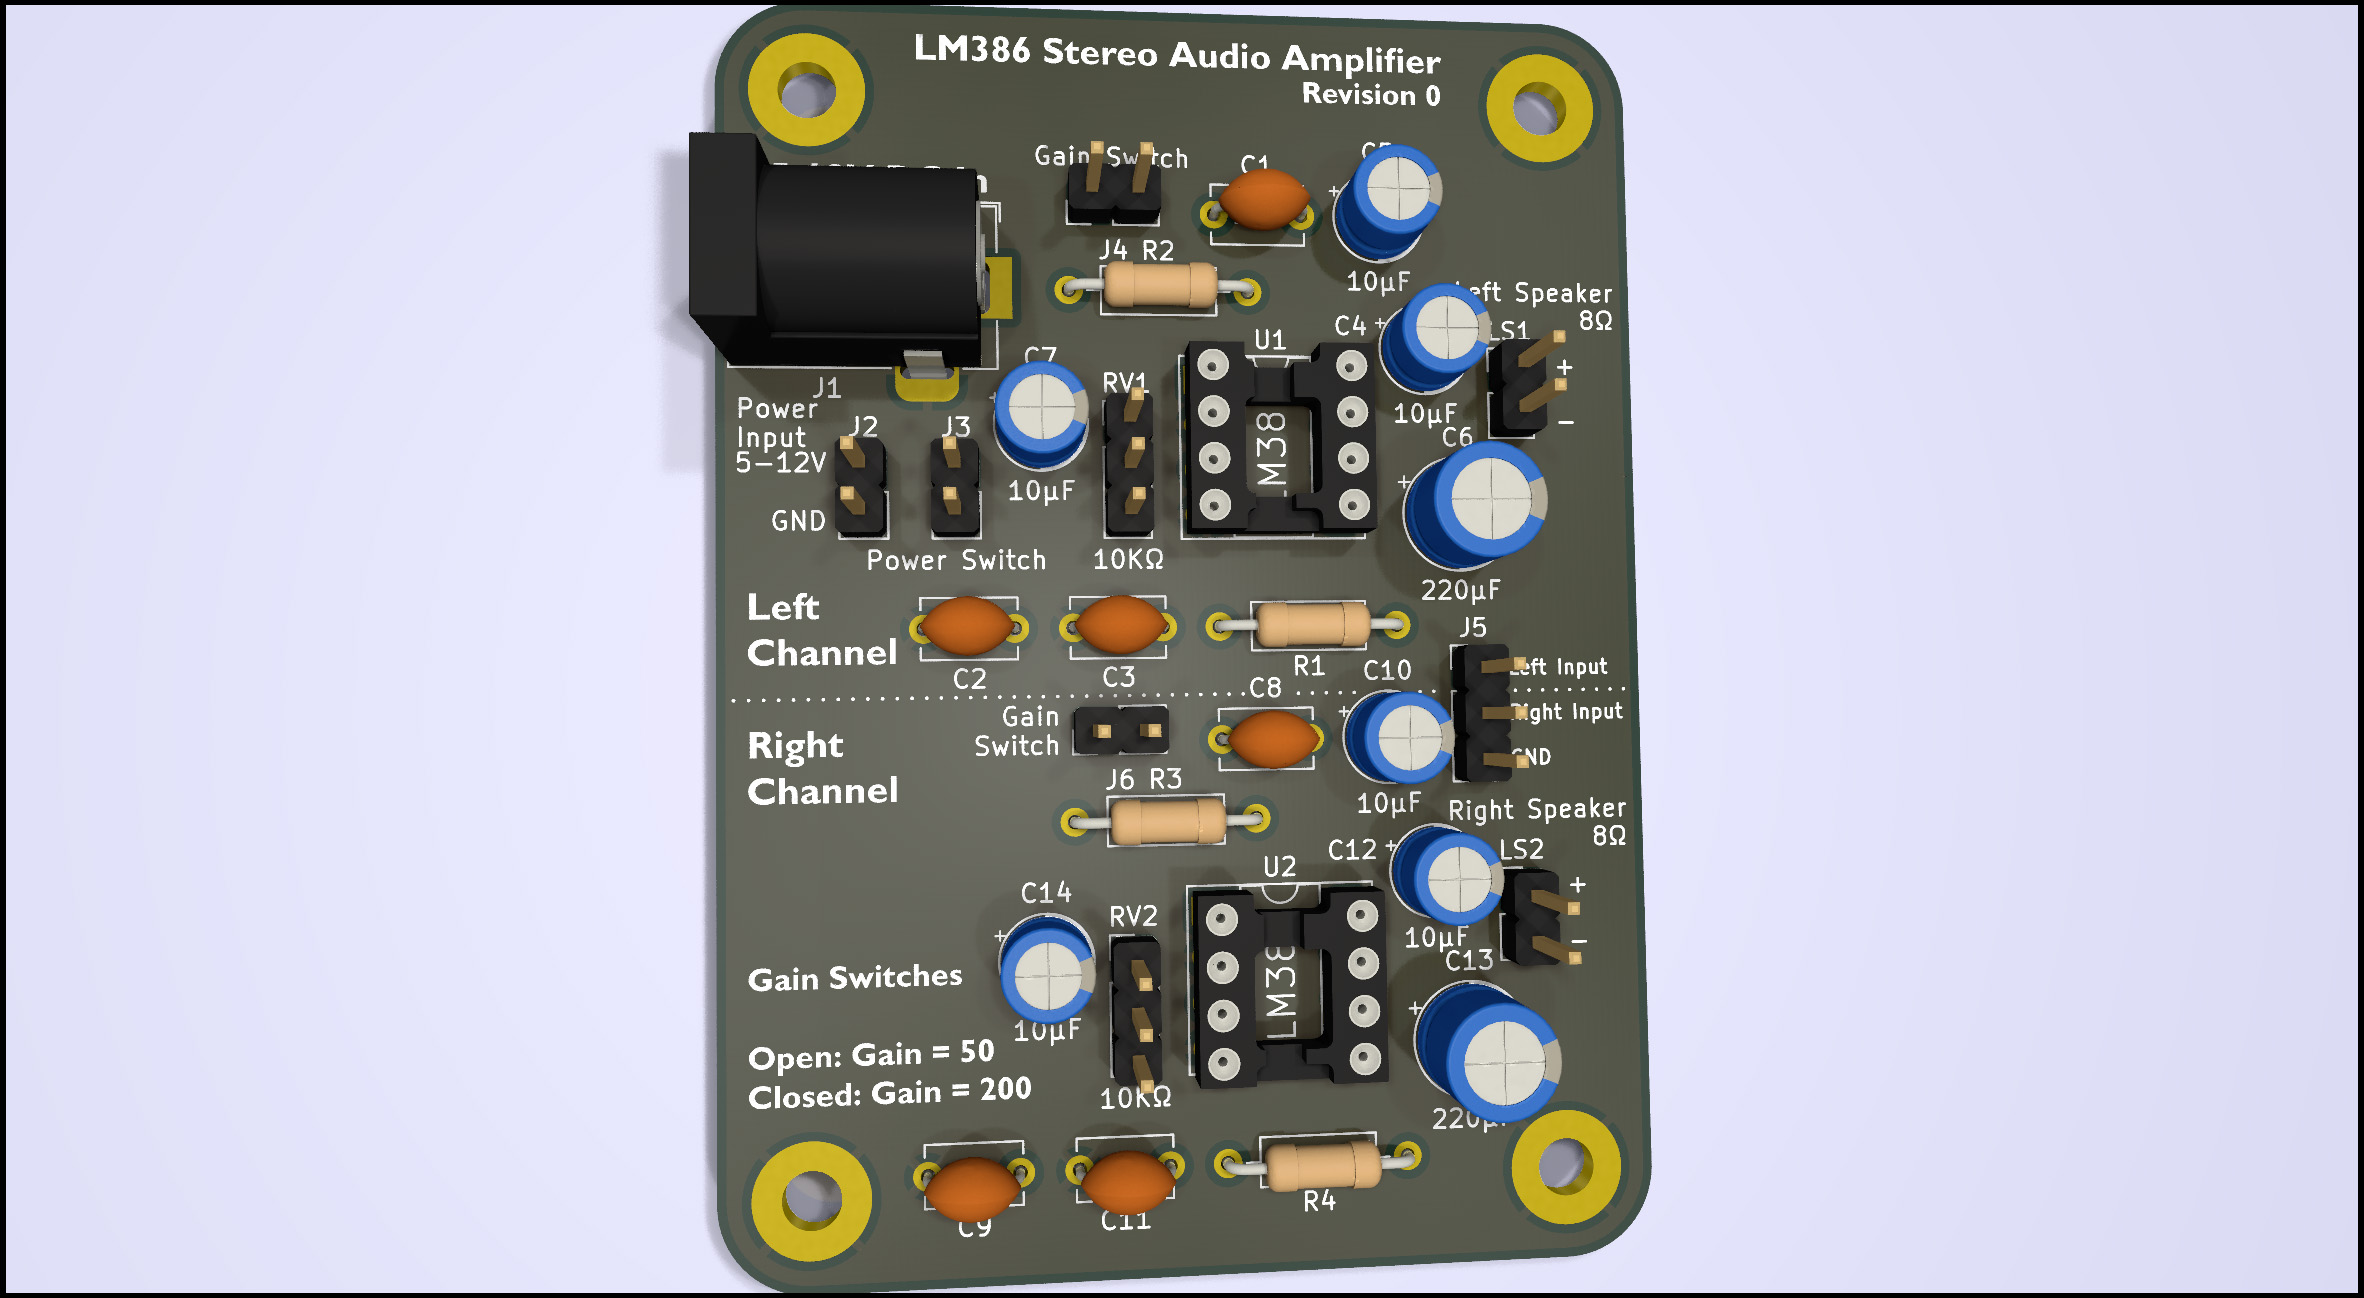 LM386 Stereo Audio Amplifier
Revision 0
Gain Switch
C1
J4 R2
10µF
Left Speaker
8Ω
C4 +
LS1
U1
+
C7
RV1
J1
Power
Input
5-12V
J2
J3
10µF
–
C6
+
+
10µF
GND
LM38
Power Switch
10KΩ
220µF
Left
Channel
C2
C3
R1
J5
Left Input
C10
C8
+
Right Input
Gain
Switch
GND
Right
Channel
J6 R3
10µF
Right Speaker
8Ω
C12 +
LS2
U2
+
C14
RV2
+
10µF
–
C13
+
LM38
Gain Switches
10µF
Open: Gain = 50
Closed: Gain = 200
10KΩ
220µF
C9
C11
R4